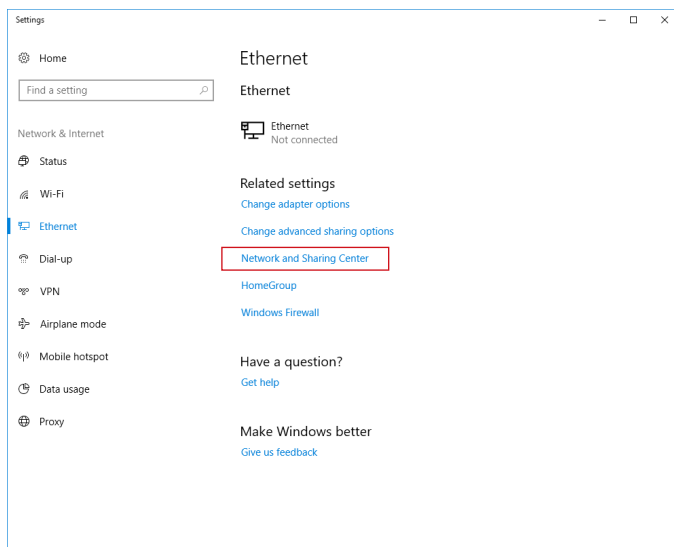 Settings
Home
Find a setting
Network & Internet
Status
Wi-Fi
Ethernet
Dial-up
VPN
Airplane mode
Mobile hotspot
Data usage
Proxy
Ethernet
Ethernet
Ethernet
Not connected
Related settings
Change adapter options
Change advanced sharing options
Network and Sharing Center
HomeGroup
Windows Firewall
Have a question?
Get help
Make Windows better
Give us feedback